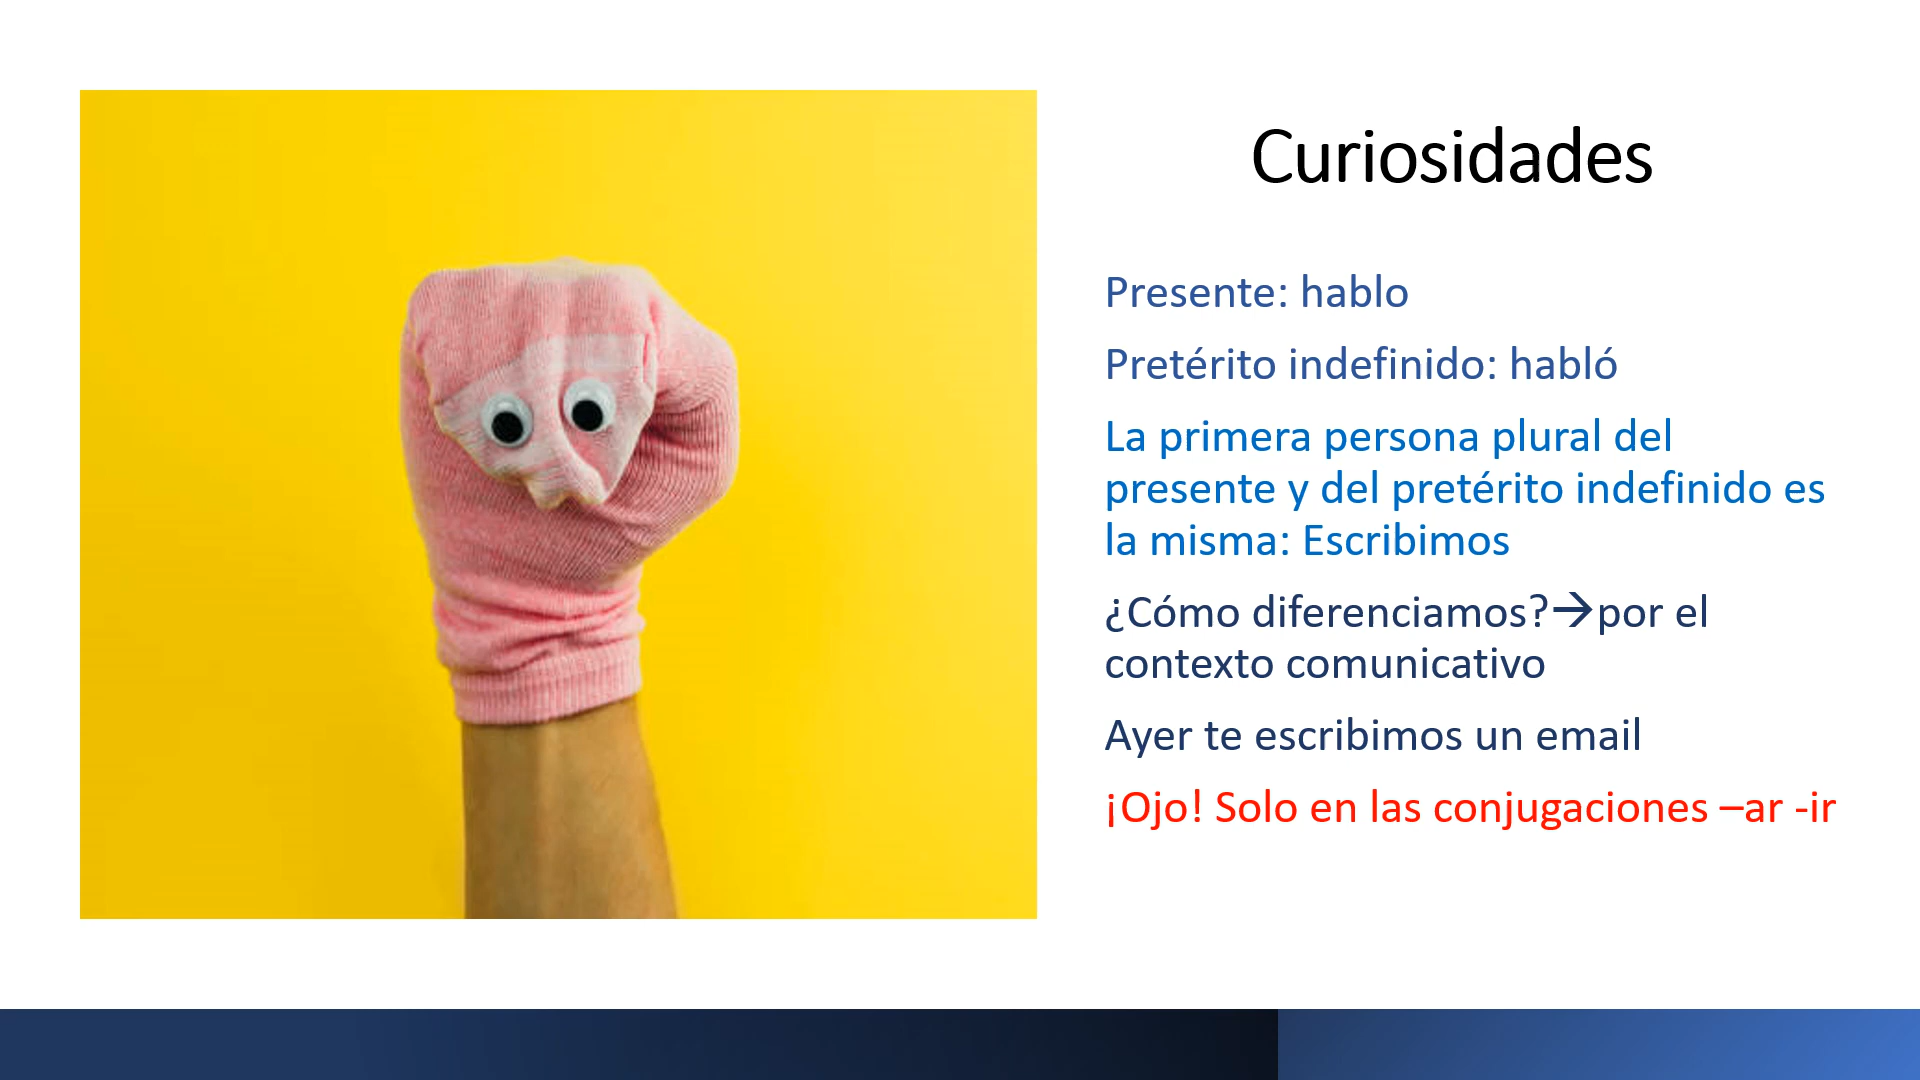 Curiosidades
Presente: hablo
Pretérito indefinido: habló
La primera persona plural del
presente y del pretérito indefinido es
la misma: Escribimos
¿Cómo diferenciamos?→por el
contexto comunicativo
Ayer te escribimos un email
¡Ojo! Solo en las conjugaciones –ar -ir